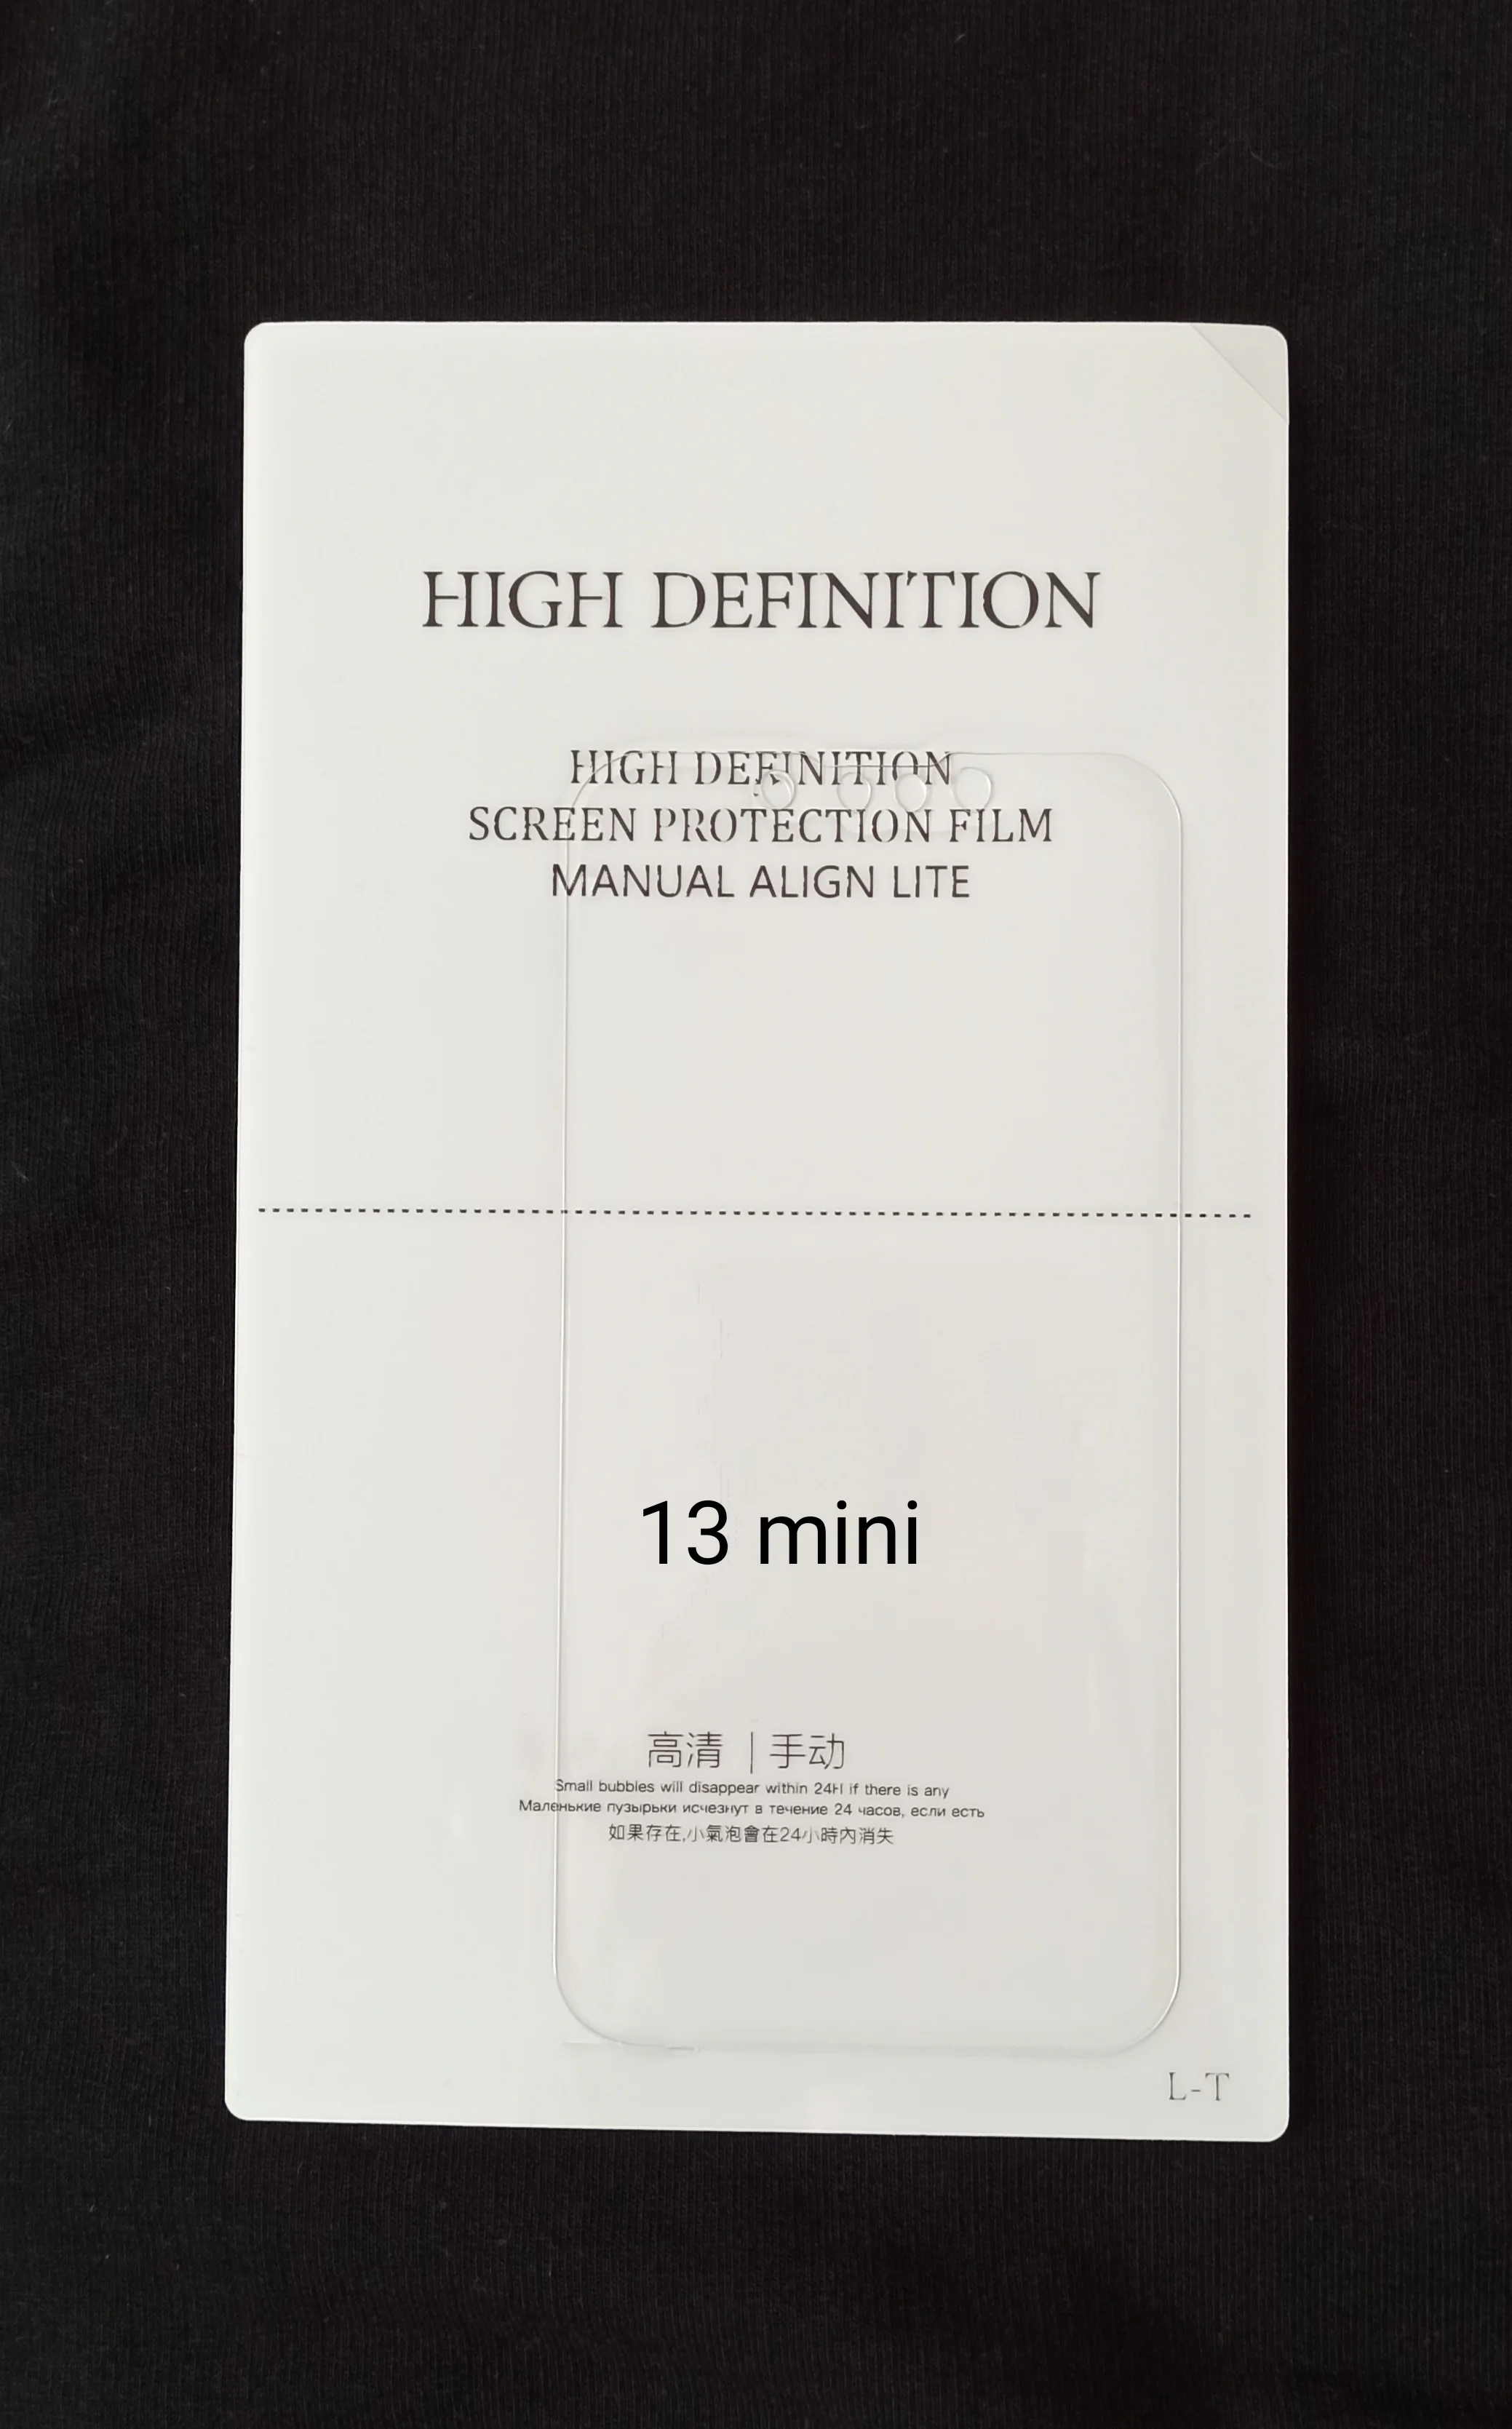 HIGH DEFINITION
HIGH DEFINITION
SCREEN PROTECTION FILM
MANUAL ALIGN LITE
13 mini
高清 | 手动
Small bubbles will disappear within 24H if there is any
Маленькие пузырьки исчезнут в течение 24 часов, если есть
如果存在,小氣泡會在24小時內消失
L-T